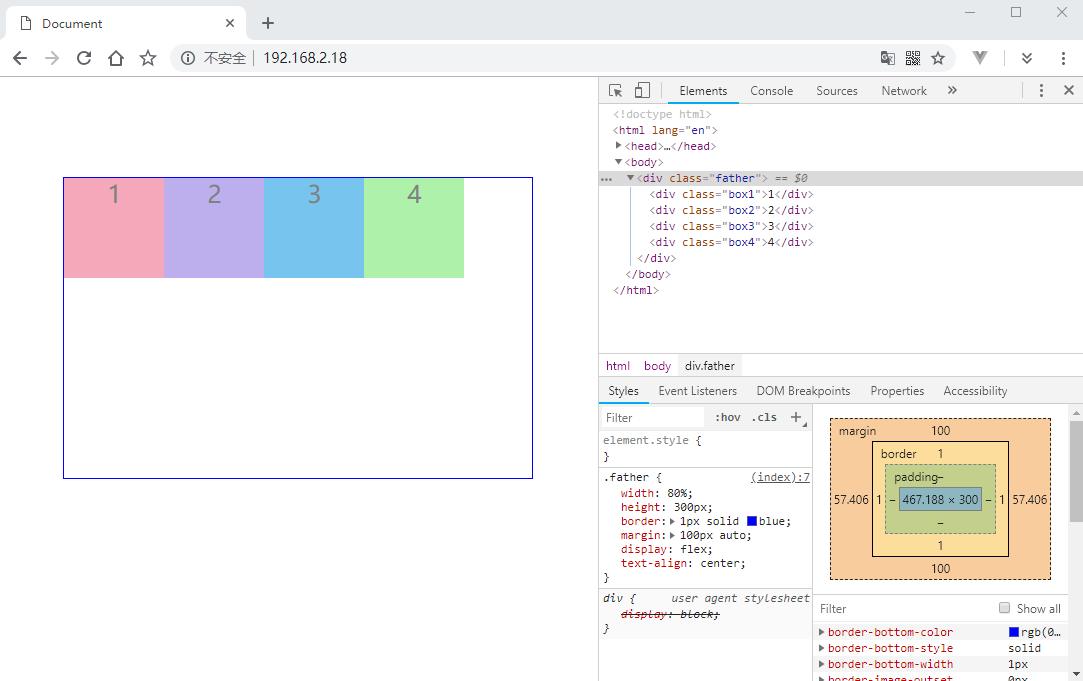 Document
不安全 192.168.2.18
1 2 3 4
Elements Console Sources Network »
<!doctype html>
<html lang="en">
<head>…</head>
<body>
<div class="father"> == $0
<div class="box1">1</div>
<div class="box2">2</div>
<div class="box3">3</div>
<div class="box4">4</div>
</div>
</body>
</html>
html body div.father
Styles Event Listeners DOM Breakpoints Properties Accessibility
Filter :hov .cls +
element.style {
}
.father { (index):7
width: 80%;
height: 300px;
border: 1px solid blue;
margin: 100px auto;
display: flex;
text-align: center;
}
div { user agent stylesheet
display: block;
}
margin 100
border 1
padding –
57.406 1 – 467.188 × 300 – 1 57.406
–
1
100
Filter Show all
border-bottom-color rgb(0…
border-bottom-style solid
border-bottom-width 1px
border-image-outset 0px